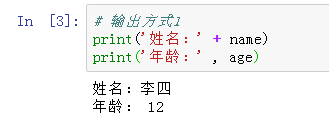 In [3]: # 输出方式1
print('姓名：' + name)
print('年龄：' , age)
姓名：李四
年龄： 12